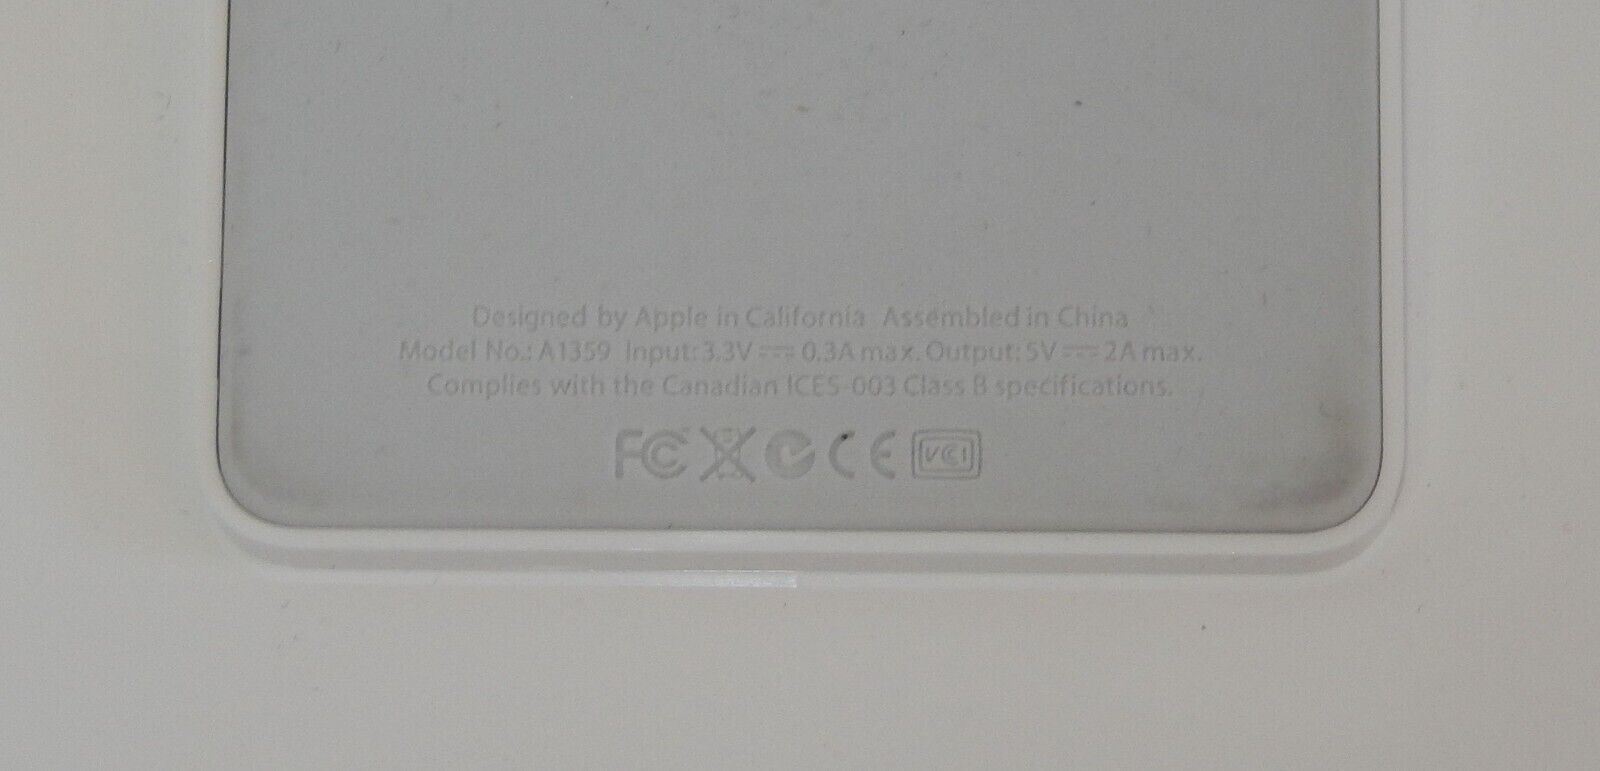 Designed by Apple in California Assembled in China
Model No.: A1359 Input: 3.3V ⎓ 0.3A max. Output: 5V ⎓ 2A max.
Complies with the Canadian ICES-003 Class B specifications.
FC CE VCI